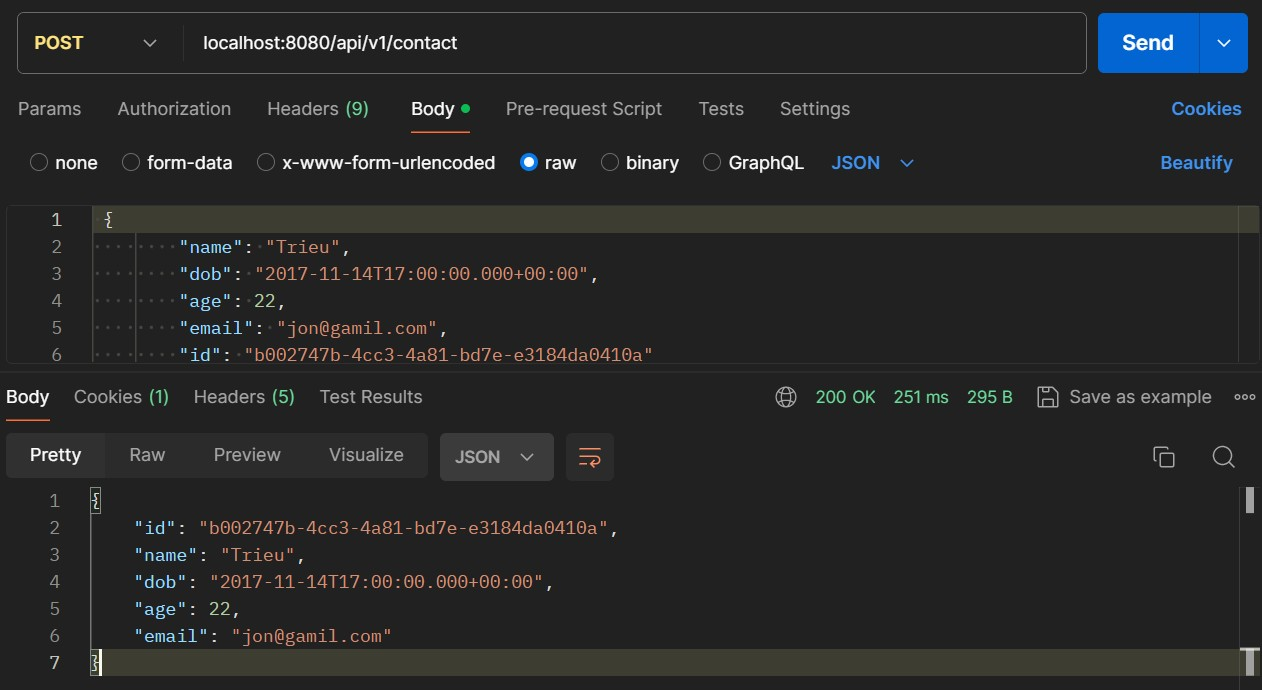 POST localhost:8080/api/v1/contact Send
Params Authorization Headers (9) Body Pre-request Script Tests Settings Cookies
none form-data x-www-form-urlencoded raw binary GraphQL JSON Beautify
1 {
2 "name": "Trieu",
3 "dob": "2017-11-14T17:00:00.000+00:00",
4 "age": 22,
5 "email": "jon@gamil.com",
6 "id": "b002747b-4cc3-4a81-bd7e-e3184da0410a"
Body Cookies (1) Headers (5) Test Results 200 OK 251 ms 295 B Save as example
Pretty Raw Preview Visualize JSON
1 {
2 "id": "b002747b-4cc3-4a81-bd7e-e3184da0410a",
3 "name": "Trieu",
4 "dob": "2017-11-14T17:00:00.000+00:00",
5 "age": 22,
6 "email": "jon@gamil.com"
7 }